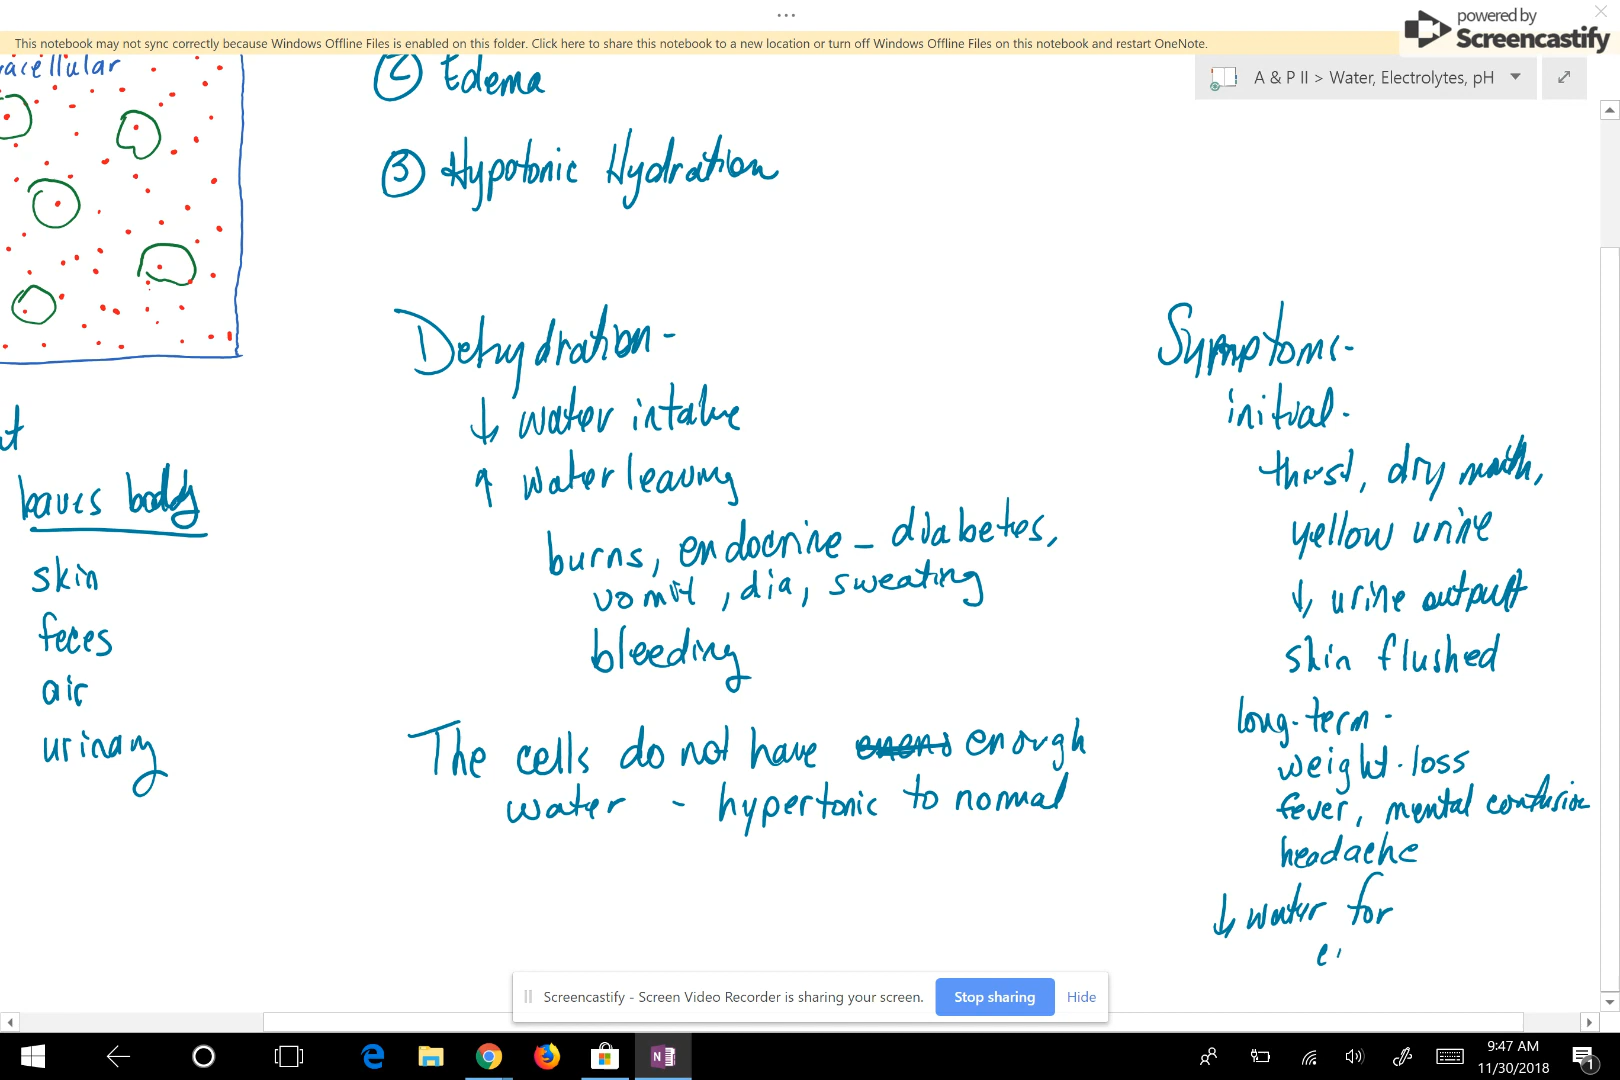 powered by
Screencastify
This notebook may not sync correctly because Windows Offline Files is enabled on this folder. Click here to share this notebook to a new location or turn off Windows Offline Files on this notebook and restart OneNote.
A & P II > Water, Electrolytes, pH
acellular
② Edema
③ Hypotonic Hydration
Dehydration -
↓ water intake
↑ water leaving
burns, endocrine - diabetes,
vomit, dia, sweating
bleeding
The cells do not have enough
water - hypertonic to normal
Symptoms-
initial-
thirst, dry mouth,
yellow urine
↓ urine output
skin flushed
long-term -
weight-loss
fever, mental confusion
headache
↓ water for
leaves body
skin
feces
air
urinary
Screencastify - Screen Video Recorder is sharing your screen.
Stop sharing
Hide
9:47 AM
11/30/2018
1